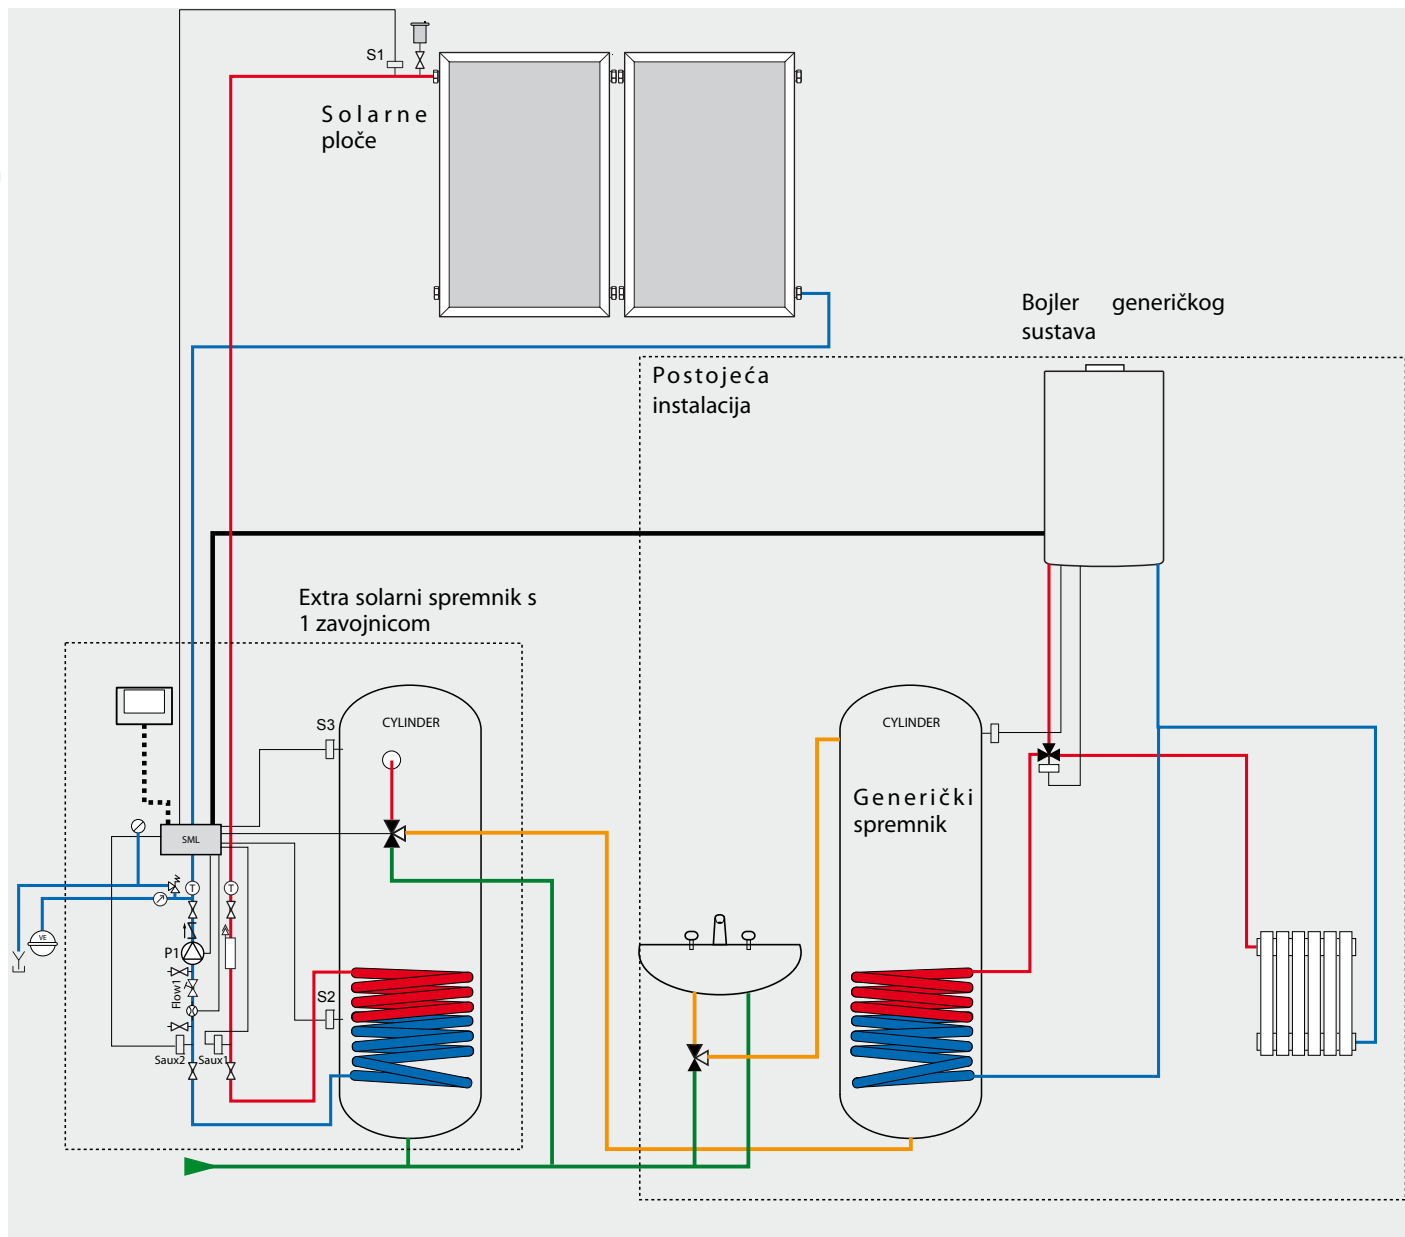 S1
Solarne
ploče
Bojler generičkog
sustava
Postojeća
instalacija
Extra solarni spremnik s
1 zavojnicom
S3
CYLINDER
CYLINDER
Generički
spremnik
SML
T
T
VE
P1
Flow1
S2
Saux2
Saux1